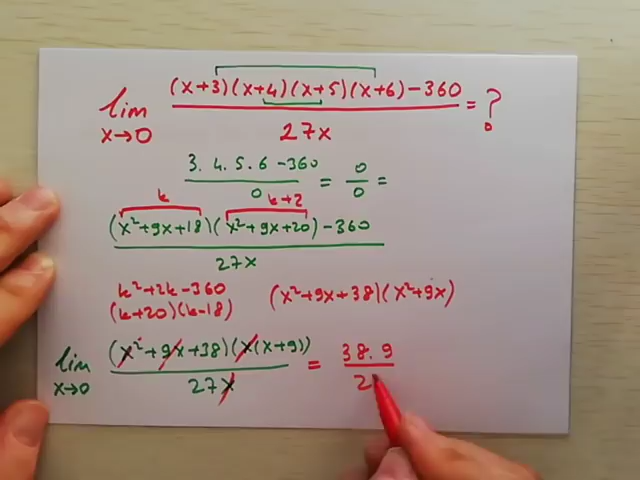 lim x→0 (x+3)(x+4)(x+5)(x+6)-360 / 27x = ?
3.4.5.6-360 / 0 = 0/0 =
k k+2
(x²+9x+18)(x²+9x+20)-360 / 27x
k²+2k-360 (x²+9x+38)(x²+9x)
(k+20)(k-18)
lim x→0 (x²+9x+38)(x(x+9)) / 27x = 38.9 / 2